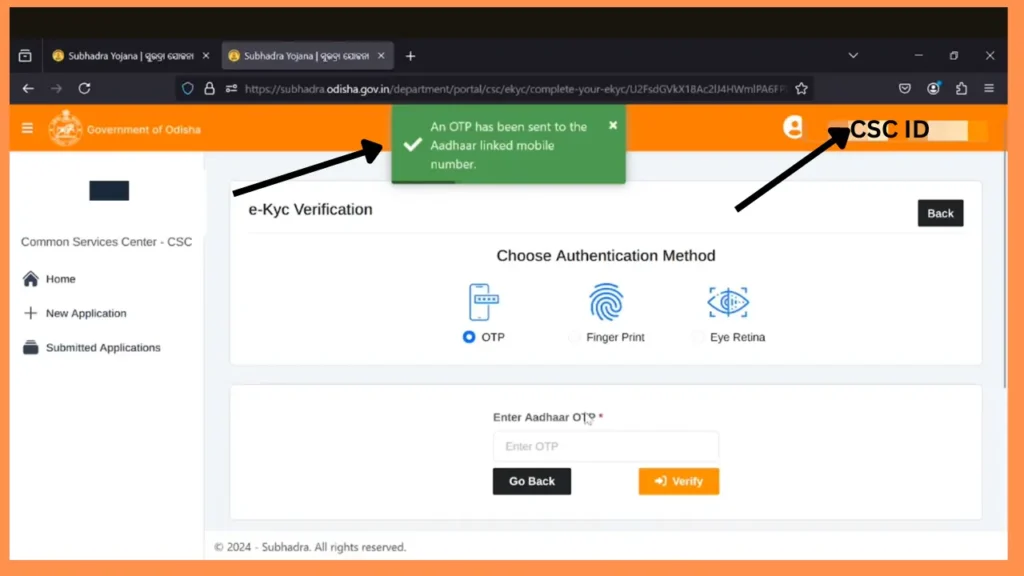 Subhadra Yojana | ସୁଭଦ୍ରା ଯୋଜନା
Subhadra Yojana | ସୁଭଦ୍ରା ଯୋଜନା
https://subhadra.odisha.gov.in/department/portal/csc/ekyc/complete-your-ekyc/
Government of Odisha
An OTP has been sent to the
Aadhaar linked mobile
number.
CSC ID
e-Kyc Verification
Back
Common Services Center - CSC
Home
New Application
Submitted Applications
Choose Authentication Method
OTP
Finger Print
Eye Retina
Enter Aadhaar OTP *
Enter OTP
Go Back
Verify
© 2024 - Subhadra. All rights reserved.